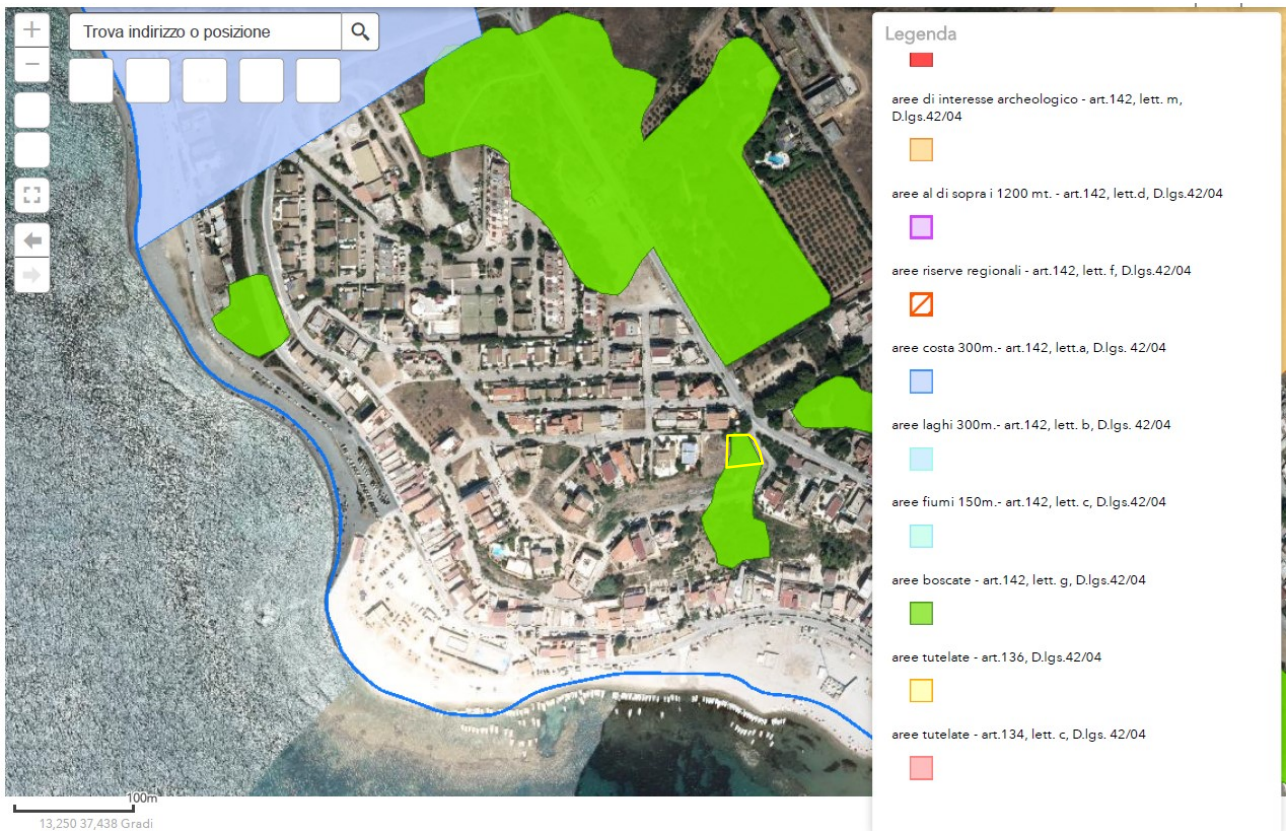 Trova indirizzo o posizione
Legenda
aree di interesse archeologico - art.142, lett. m,
D.lgs.42/04
aree al di sopra i 1200 mt. - art.142, lett.d, D.lgs.42/04
aree riserve regionali - art.142, lett. f, D.lgs.42/04
aree costa 300m.- art.142, lett.a, D.lgs. 42/04
aree laghi 300m.- art.142, lett. b, D.lgs. 42/04
aree fiumi 150m.- art.142, lett. c, D.lgs.42/04
aree boscate - art.142, lett. g, D.lgs.42/04
aree tutelate - art.136, D.lgs.42/04
aree tutelate - art.134, lett. c, D.lgs. 42/04
100m
13,250 37,438 Gradi